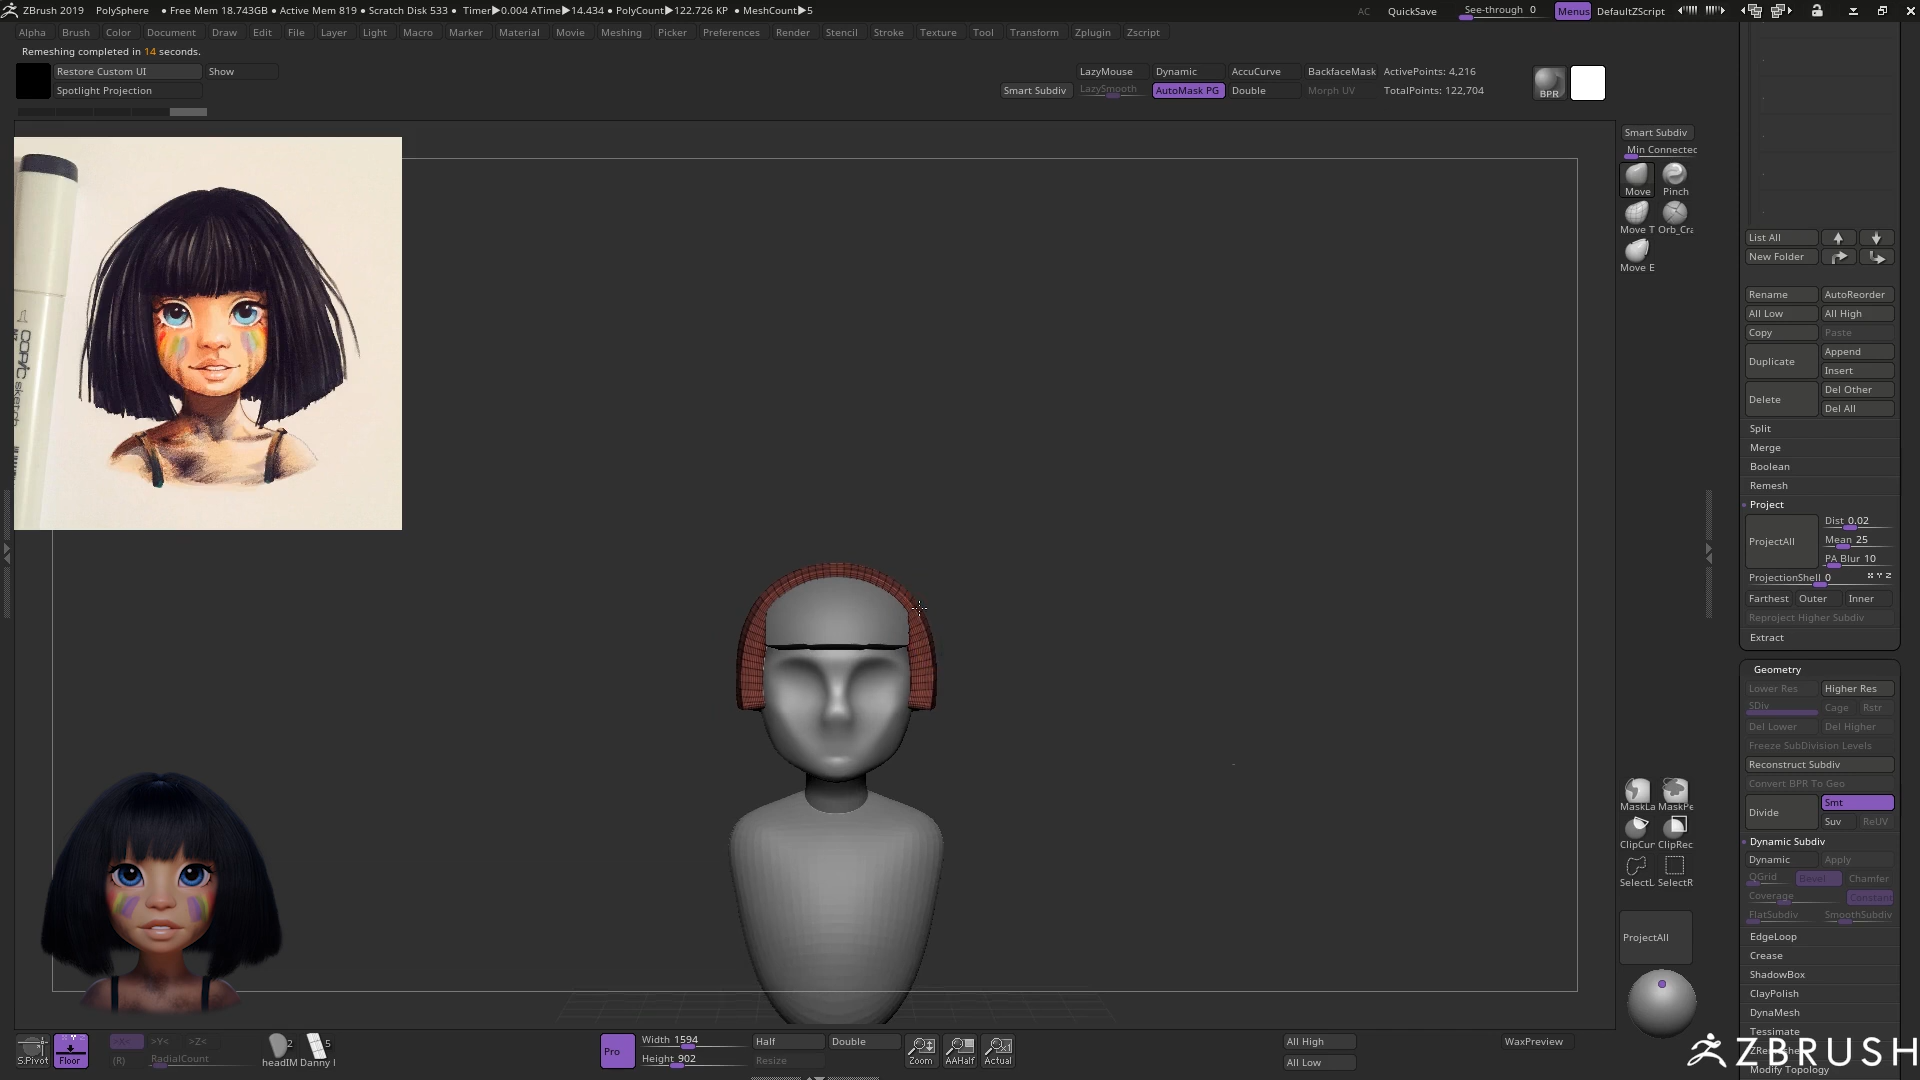 ZBrush 2019 PolySphere • Free Mem 18.743GB • Active Mem 819 • Scratch Disk 533 • Timer▶0.004 ATime▶14.434 • PolyCount▶122.726 KP • MeshCount▶5
AC QuickSave See-through 0 Menus DefaultZScript
Alpha Brush Color Document Draw Edit File Layer Light Macro Marker Material Movie Meshing Picker Preferences Render Stencil Stroke Texture Tool Transform Zplugin Zscript
Remeshing completed in 14 seconds.
Restore Custom UI Show
Spotlight Projection
LazyMouse Dynamic AccuCurve BackfaceMask ActivePoints: 4,216
Smart Subdiv LazySmooth AutoMask PG Double Morph UV TotalPoints: 122,704
BPR
Smart Subdiv
Min Connectec
Move Pinch
Move T Orb_Cra
Move E
MaskLa MaskPe
ClipCur ClipRec
SelectL SelectR
ProjectAll
List All
New Folder
Rename AutoReorder
All Low All High
Copy Paste
Duplicate Append
Insert
Delete Del Other
Del All
Split
Merge
Boolean
Remesh
Project
ProjectAll Dist 0.02
Mean 25
PA Blur 10
ProjectionShell 0 X Y Z
Farthest Outer Inner
Reproject Higher Subdiv
Extract
Geometry
Lower Res Higher Res
SDiv Cage Rstr
Del Lower Del Higher
Freeze SubDivision Levels
Reconstruct Subdiv
Convert BPR To Geo
Divide Smt
Suv ReUV
Dynamic Subdiv
Dynamic Apply
QGrid Bevel Chamfer
Coverage Constant
FlatSubdiv SmoothSubdiv
EdgeLoop
Crease
ShadowBox
ClayPolish
DynaMesh
Tessimate
Modify Topology
ZBRUSH
COPIC sketch
S.Pivot Floor >X< >Y< >Z<
(R) RadialCount
2 headIM 5 Danny I
Pro Width 1594 Half Double
Height 902 Resize
Zoom AAHalf Actual
All High
All Low
WaxPreview